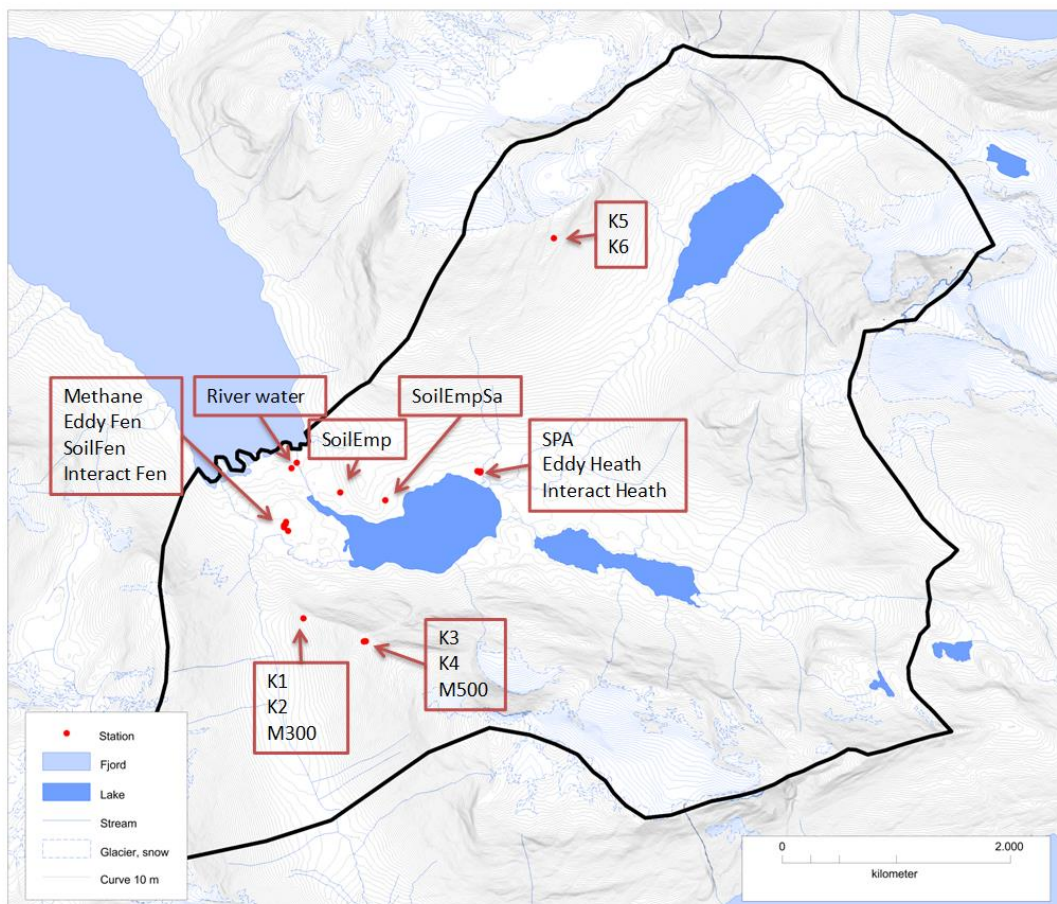 K5
K6
Methane
Eddy Fen
SoilFen
Interact Fen
River water
SoilEmpSa
SoilEmp
SPA
Eddy Heath
Interact Heath
K3
K4
M500
K1
K2
M300
Station
Fjord
Lake
Stream
Glacier, snow
Curve 10 m
0
2.000
kilometer